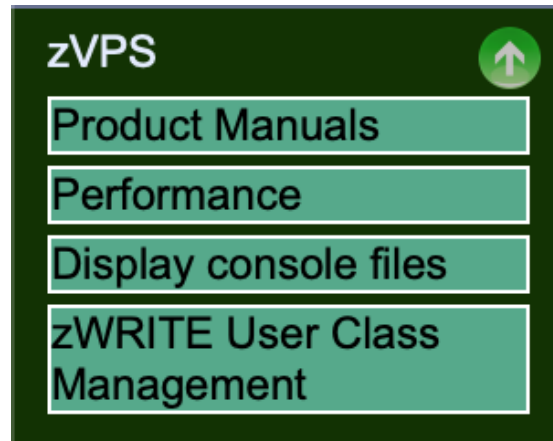 zVPS
Product Manuals
Performance
Display console files
zWRITE User Class
Management